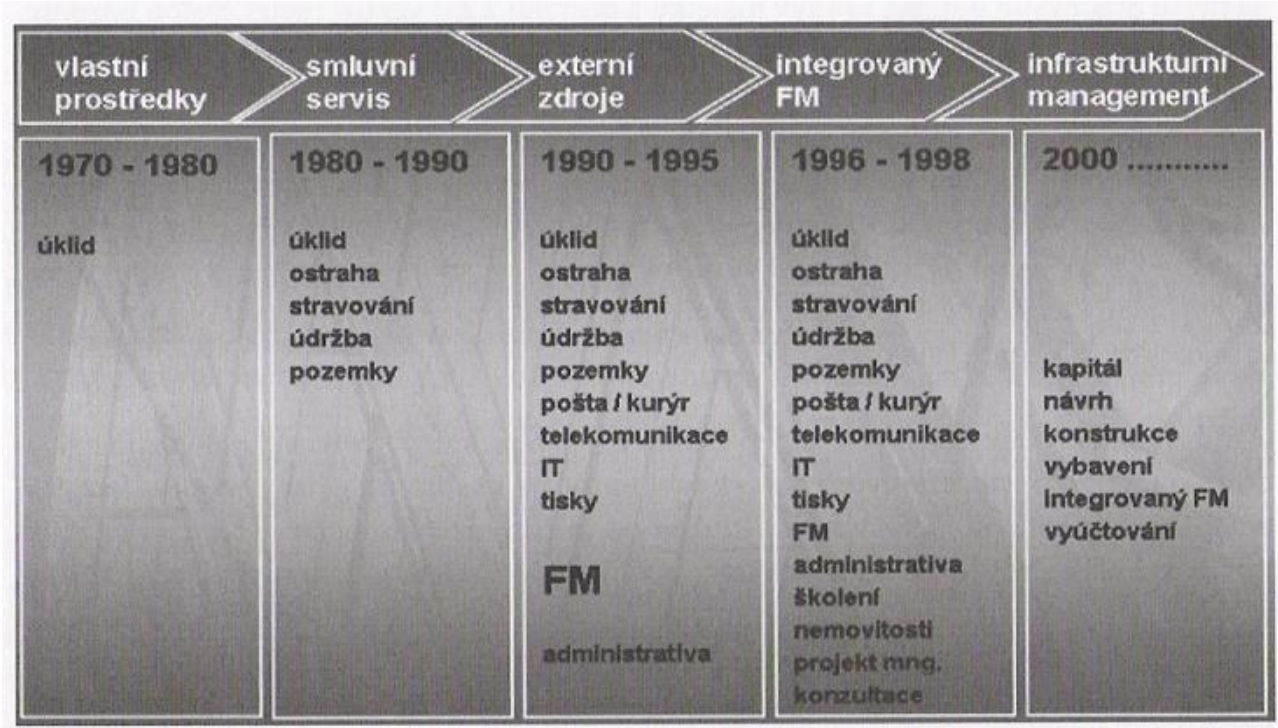 vlastní
prostředky
smluvní
servis
externí
zdroje
integrovaný
FM
infrastrukturní
management
1970 - 1980
úklid
1980 - 1990
úklid
ostraha
stravování
údržba
pozemky
1990 - 1995
úklid
ostraha
stravování
údržba
pozemky
pošta / kurýr
telekomunikace
IT
tisky
FM
administrativa
1996 - 1998
úklid
ostraha
stravování
údržba
pozemky
pošta / kurýr
telekomunikace
IT
tisky
FM
administrativa
školení
nemovitosti
projekt mng.
konzultace
2000 ...........
kapitál
návrh
konstrukce
vybavení
integrovaný FM
vyúčtování